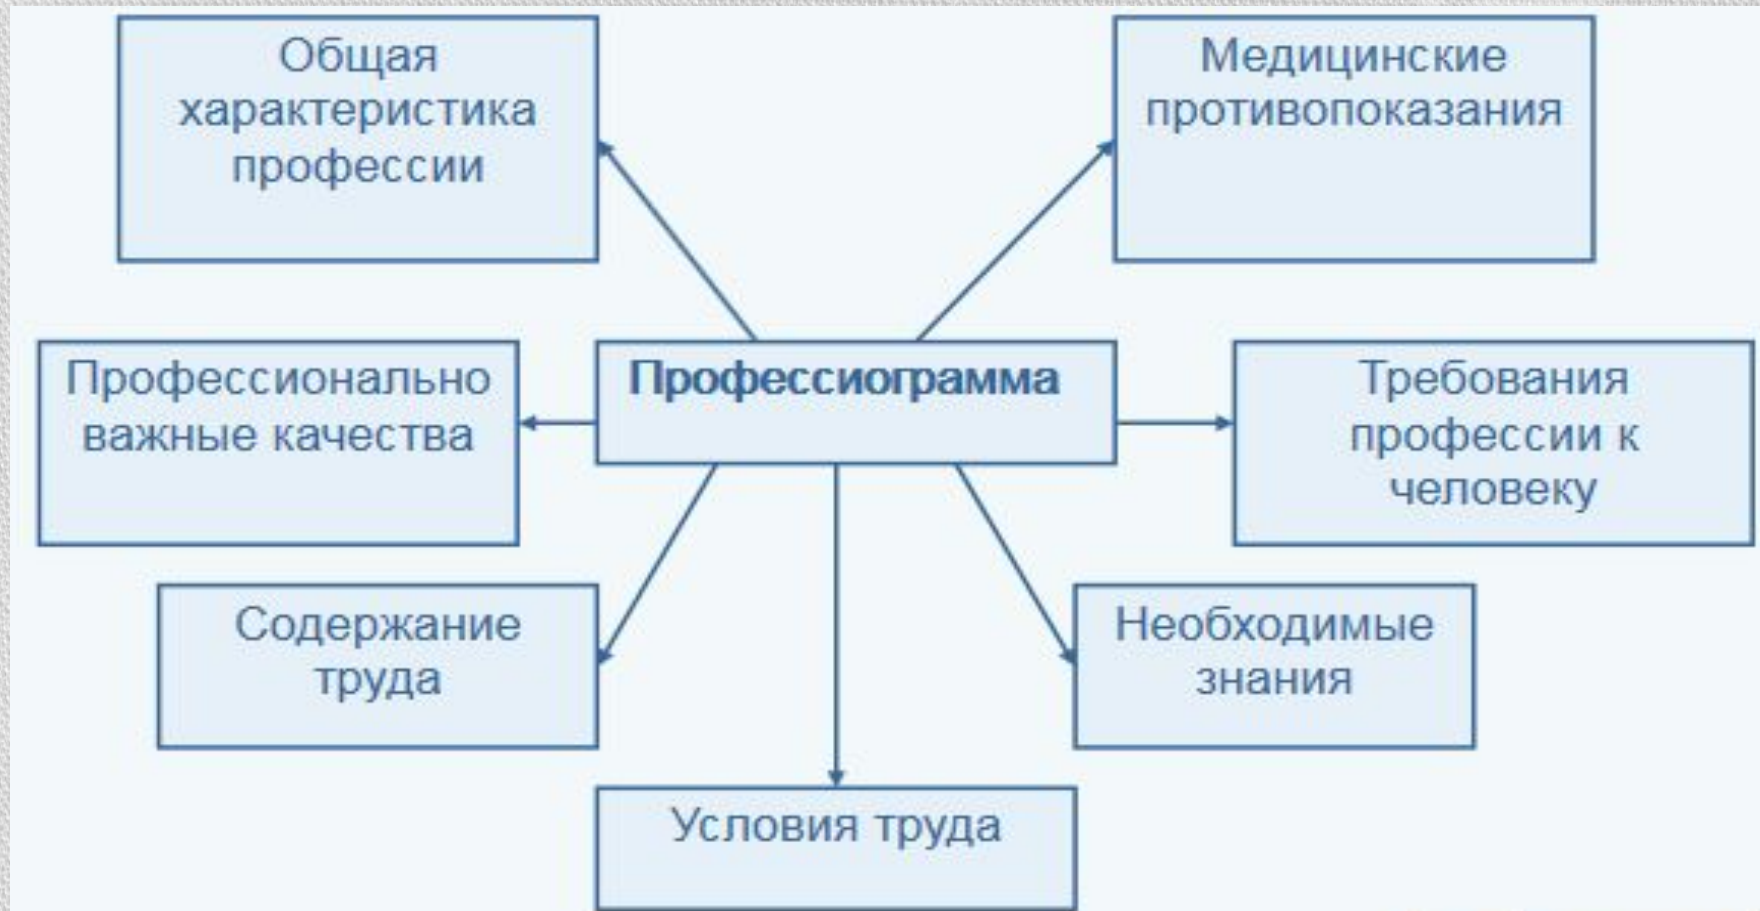 Общая
характеристика
профессии
Медицинские
противопоказания
Профессионально
важные качества
Профессиограмма
Требования
профессии к
человеку
Содержание
труда
Необходимые
знания
Условия труда